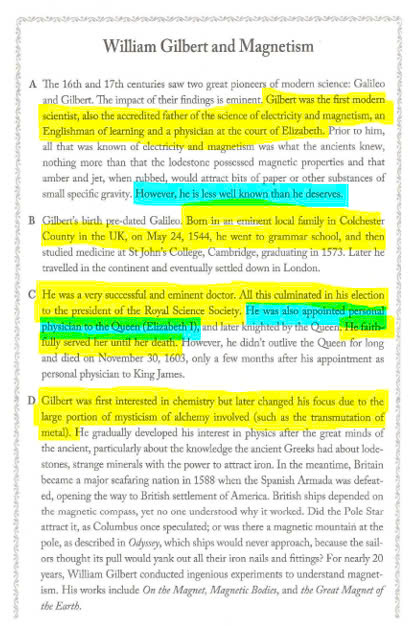 William Gilbert and Magnetism
A The 16th and 17th centuries saw two great pioneers of modern science: Galileo
and Gilbert. The impact of their findings is eminent. Gilbert was the first modern
scientist, also the accredited father of the science of electricity and magnetism, an
Englishman of learning and a physician at the court of Elizabeth. Prior to him,
all that was known of electricity and magnetism was what the ancients knew,
nothing more than that the lodestone possessed magnetic properties and that
amber and jet, when rubbed, would attract bits of paper or other substances of
small specific gravity. However, he is less well known than he deserves.
B Gilbert's birth pre-dated Galileo. Born in an eminent local family in Colchester
County in the UK, on May 24, 1544, he went to grammar school, and then
studied medicine at St John's College, Cambridge, graduating in 1573. Later he
travelled in the continent and eventually settled down in London.
C He was a very successful and eminent doctor. All this culminated in his election
to the president of the Royal Science Society. He was also appointed personal
physician to the Queen (Elizabeth I), and later knighted by the Queen. He faith-
fully served her until her death. However, he didn't outlive the Queen for long
and died on November 30, 1603, only a few months after his appointment as
personal physician to King James.
D Gilbert was first interested in chemistry but later changed his focus due to the
large portion of mysticism of alchemy involved (such as the transmutation of
metal). He gradually developed his interest in physics after the great minds of
the ancient, particularly about the knowledge the ancient Greeks had about lode-
stones, strange minerals with the power to attract iron. In the meantime, Britain
became a major seafaring nation in 1588 when the Spanish Armada was defeat-
ed, opening the way to British settlement of America. British ships depended on
the magnetic compass, yet no one understood why it worked. Did the Pole Star
attract it, as Columbus once speculated; or was there a magnetic mountain at the
pole, as described in Odyssey, which ships would never approach, because the sail-
ors thought its pull would yank out all their iron nails and fittings? For nearly 20
years, William Gilbert conducted ingenious experiments to understand magnet-
ism. His works include On the Magnet, Magnetic Bodies, and the Great Magnet of
the Earth.